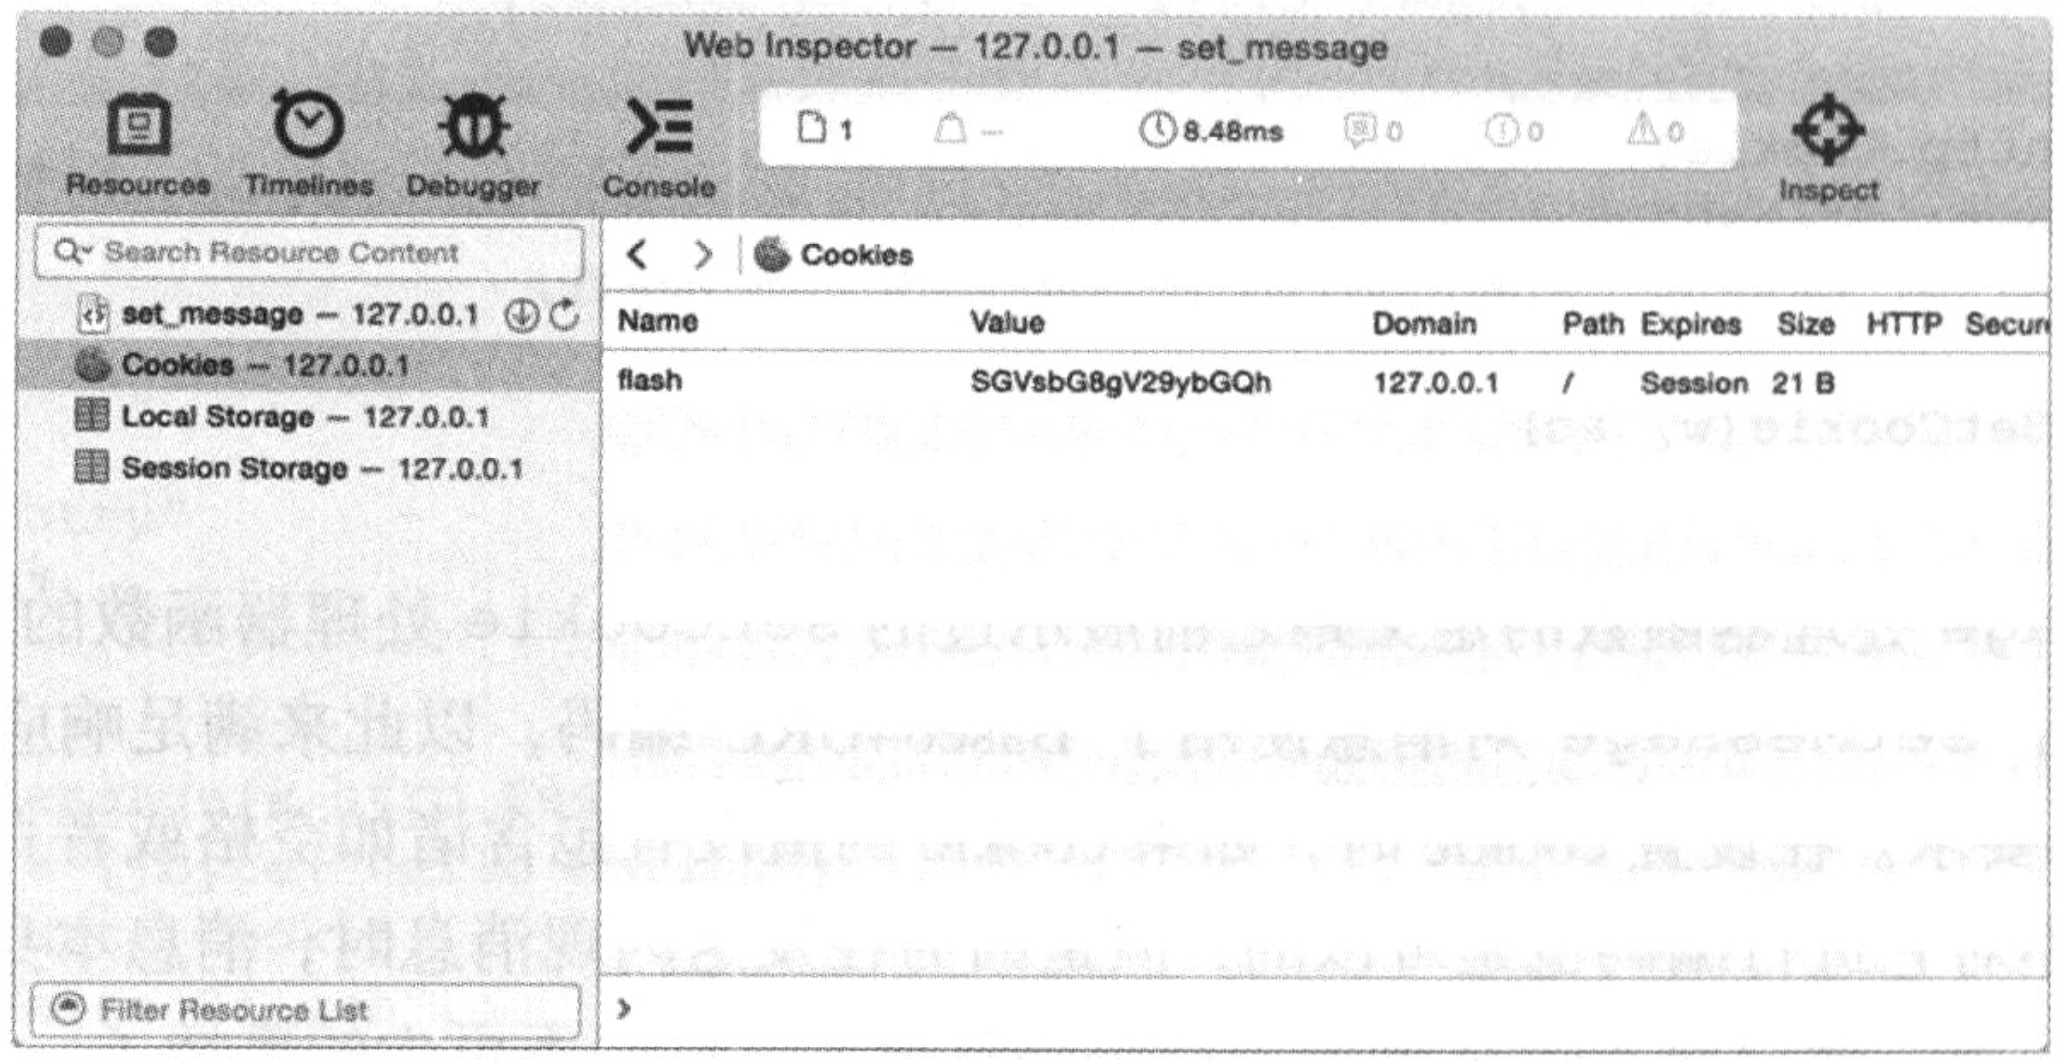 Web Inspector — 127.0.0.1 — set_message
1 — 8.48ms 0 0 0
Resources Timelines Debugger Console Inspect
Search Resource Content
Cookies
set_message — 127.0.0.1
Name Value Domain Path Expires Size HTTP Secure
Cookies — 127.0.0.1
flash SGVsbG8gV29ybGQh 127.0.0.1 / Session 21 B
Local Storage — 127.0.0.1
Session Storage — 127.0.0.1
Filter Resource List